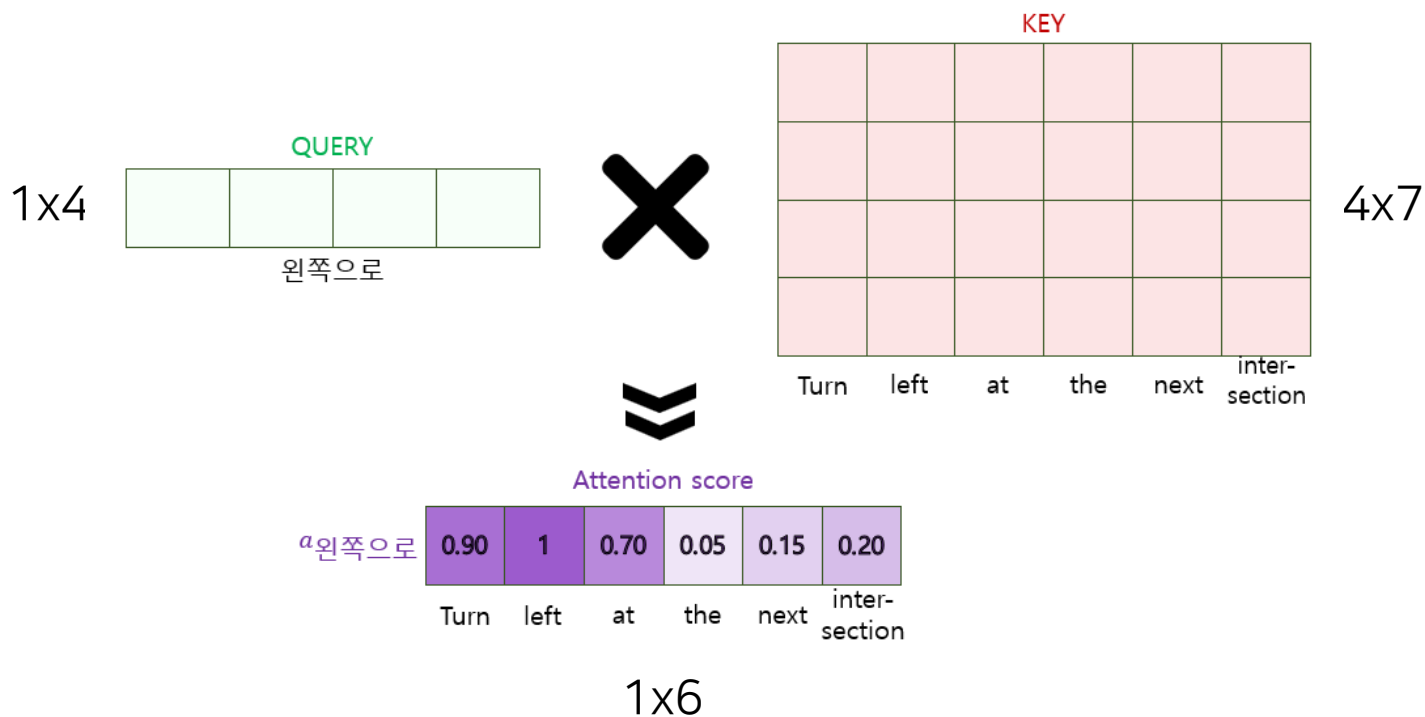 KEY
QUERY
1x4
4x7
왼쪽으로
Turn left at the next inter-
section
Attention score
a왼쪽으로 0.90 1 0.70 0.05 0.15 0.20
Turn left at the next inter-
section
1x6